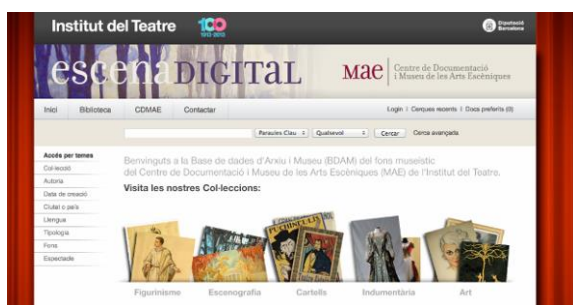 Institut del Teatre
100
1913-2013
Diputació
Barcelona
escena DIGITAL
Mae
Centre de Documentació
i Museu de les Arts Escèniques
Inici Biblioteca CDMAE Contactar
Login | Cerques recents | Docs preferits (0)
Paraules Clau Qualsevol Cercar Cerca avançada
Accés per temes
Col·lecció
Autoria
Data de creació
Ciutat o país
Llengua
Tipologia
Fons
Espectacle
Benvinguts a la Base de dades d'Arxiu i Museu (BDAM) del fons museístic
del Centre de Documentació i Museu de les Arts Escèniques (MAE) de l'Institut del Teatre.
Visita les nostres Col·leccions:
PUCHINELIS
Figurinisme Escenografia Cartells Indumentària Art